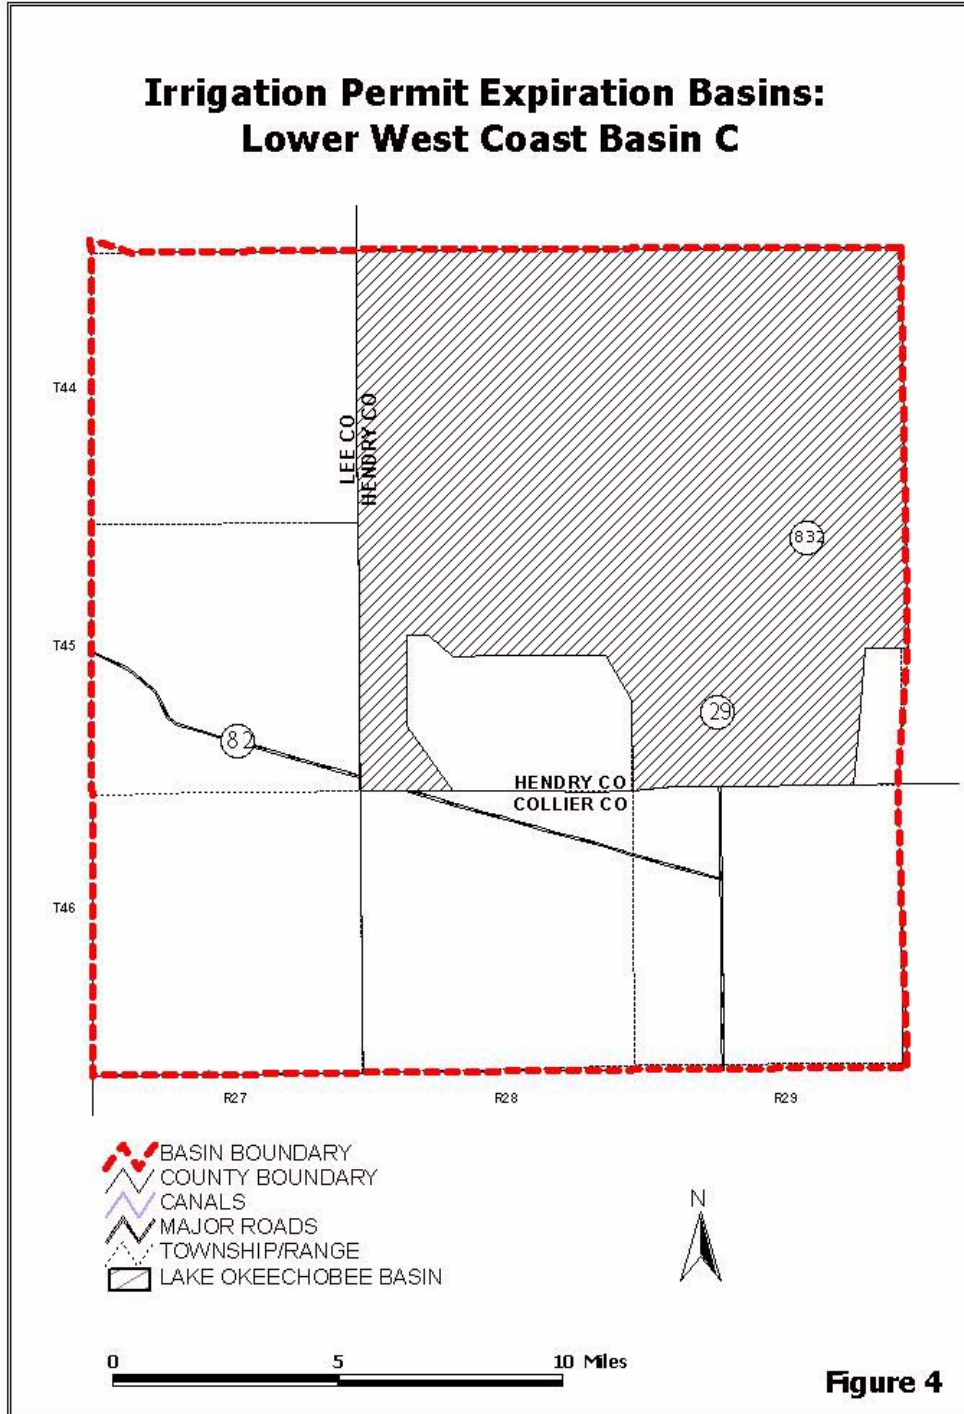 Irrigation Permit Expiration Basins:
Lower West Coast Basin C
T44
LEE CO
HENDRY CO
832
T45
29
82
HENDRY CO
COLLIER CO
T46
R27 R28 R29
BASIN BOUNDARY
COUNTY BOUNDARY
CANALS
MAJOR ROADS
TOWNSHIP/RANGE
LAKE OKEECHOBEE BASIN
N
0 5 10 Miles
Figure 4